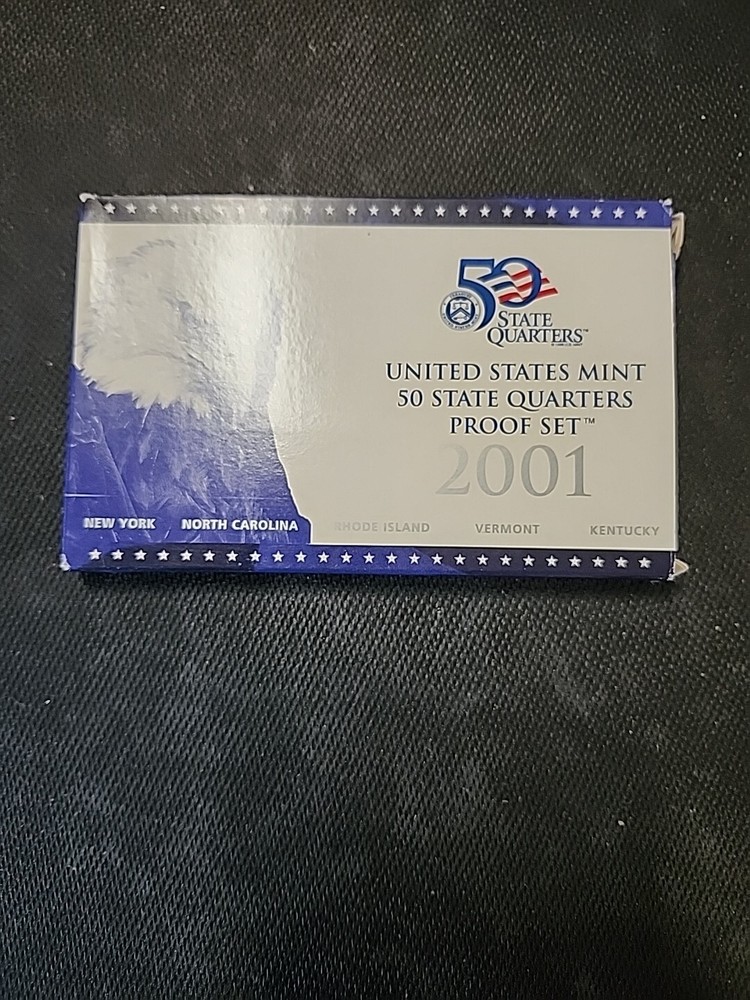 50
STATE
QUARTERS™
UNITED STATES MINT
50 STATE QUARTERS
PROOF SET™
2001
NEW YORK NORTH CAROLINA RHODE ISLAND VERMONT KENTUCKY